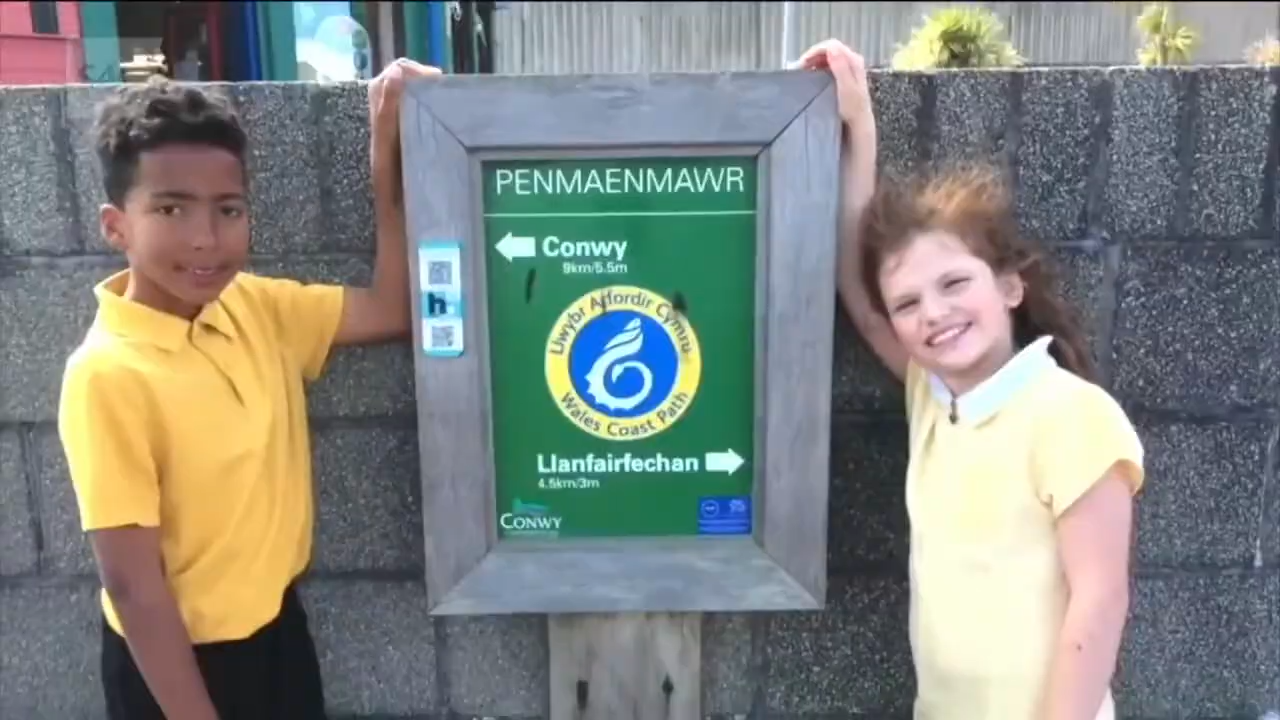 PENMAENMAWR
Conwy
9km/5.5m
Llwybr Arfordir Cymru
Wales Coast Path
Llanfairfechan
4.5km/3m
CONWY
h.